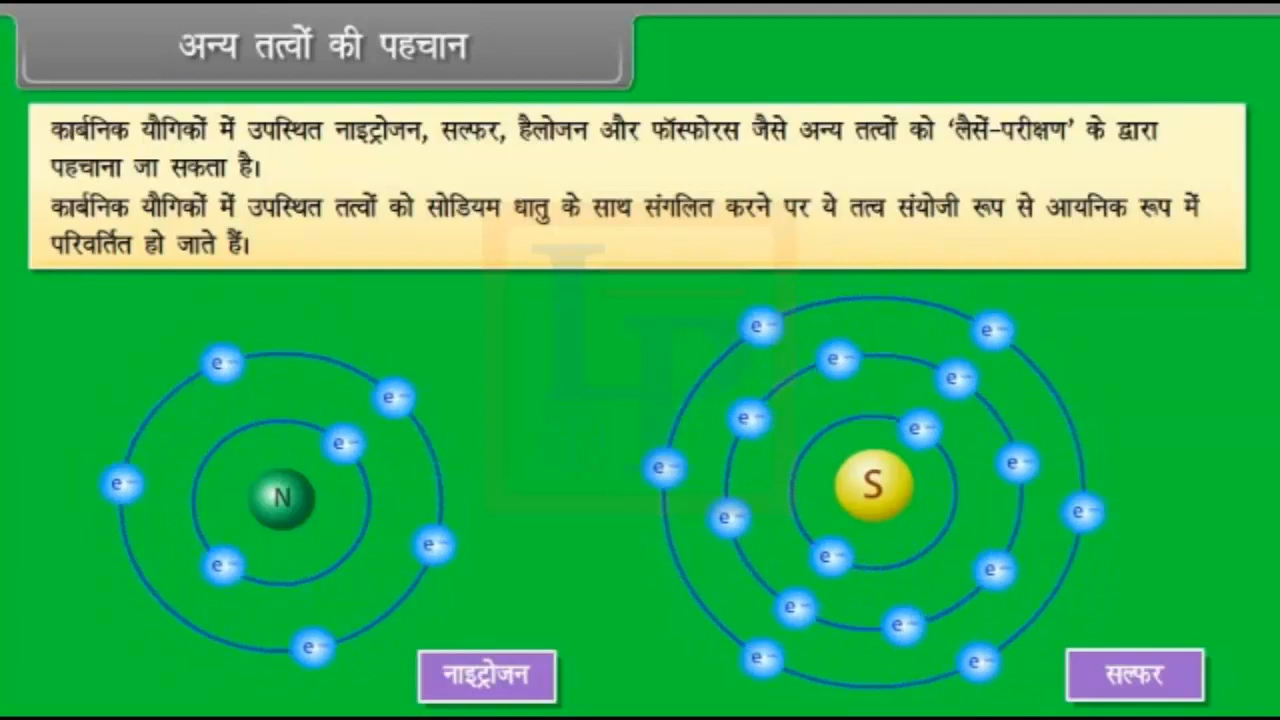 अन्य तत्वों की पहचान
कार्बनिक यौगिकों में उपस्थित नाइट्रोजन, सल्फर, हैलोजन और फॉस्फोरस जैसे अन्य तत्वों को ‘लैसें-परीक्षण’ के द्वारा
पहचाना जा सकता है।
कार्बनिक यौगिकों में उपस्थित तत्वों को सोडियम धातु के साथ संगलित करने पर ये तत्व संयोजी रूप से आयनिक रूप में
परिवर्तित हो जाते हैं।
e−
e−
e−
e−
N
e−
e−
e−
नाइट्रोजन
e−
e−
e−
e−
e−
e−
e−
e−
S
e−
e−
e−
e−
e−
e−
e−
e−
सल्फर